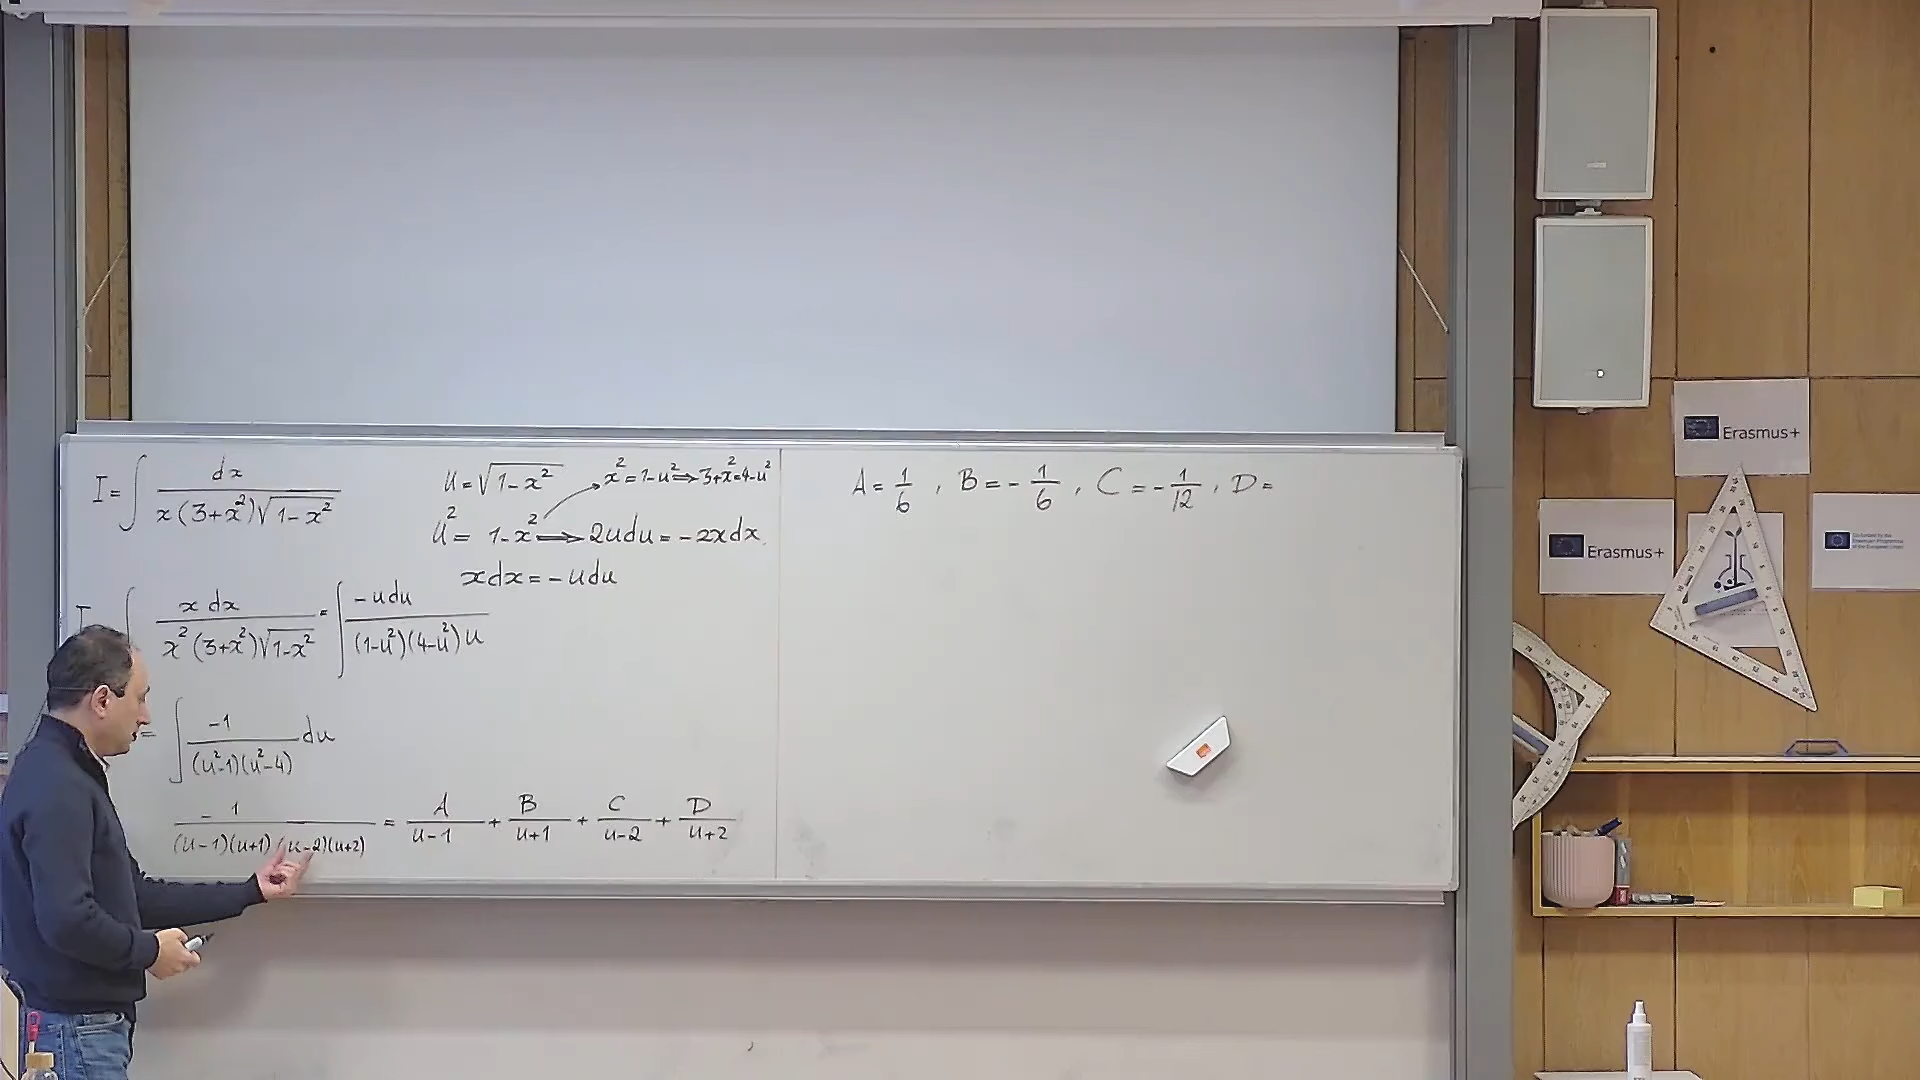 I = ∫ dx / x(3+x²)√1-x²
u = √1-x²
x² = 1-u² ⟹ 3+x² = 4-u²
u² = 1-x² ⟹ 2udu = -2xdx
xdx = -udu
∫ x dx / x²(3+x²)√1-x² = ∫ -udu / (1-u²)(4-u²)u
= ∫ -1 / (u²-1)(u²-4) du
-1 / (u-1)(u+1)(u-2)(u+2) = A / u-1 + B / u+1 + C / u-2 + D / u+2
A = 1/6 , B = - 1/6 , C = - 1/12 , D =
Erasmus+
Erasmus+